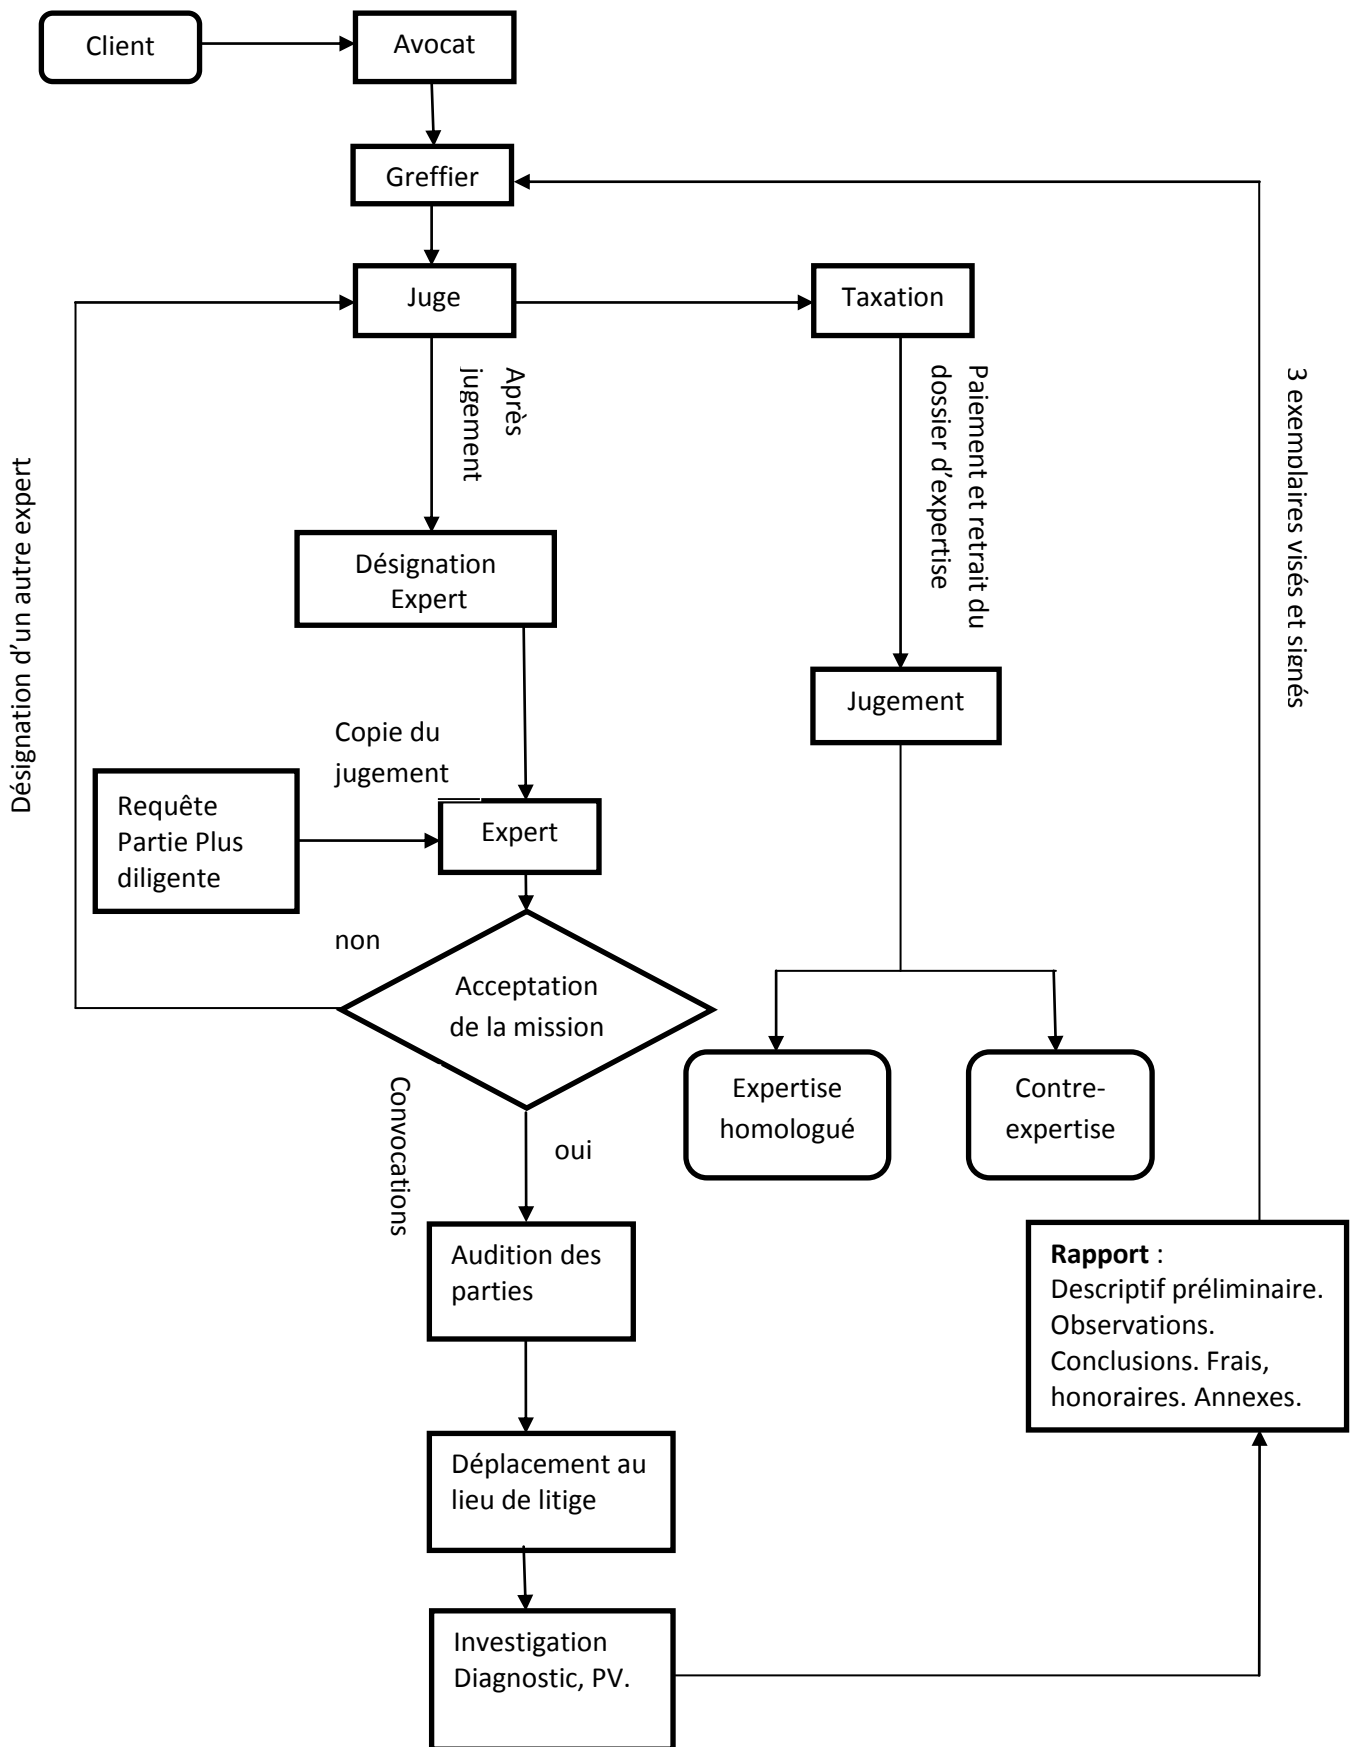 Client
Avocat
Greffier
Juge
Taxation
Après
jugement
Paiement et retrait du
dossier d’expertise
3 exemplaires visés et signés
Désignation d’un autre expert
Désignation
Expert
Jugement
Copie du
jugement
Requête
Partie Plus
diligente
Expert
non
Acceptation
de la mission
Expertise
homologué
Contre-
expertise
Convocations
oui
Audition des
parties
Rapport :
Descriptif préliminaire.
Observations.
Conclusions. Frais,
honoraires. Annexes.
Déplacement au
lieu de litige
Investigation
Diagnostic, PV.